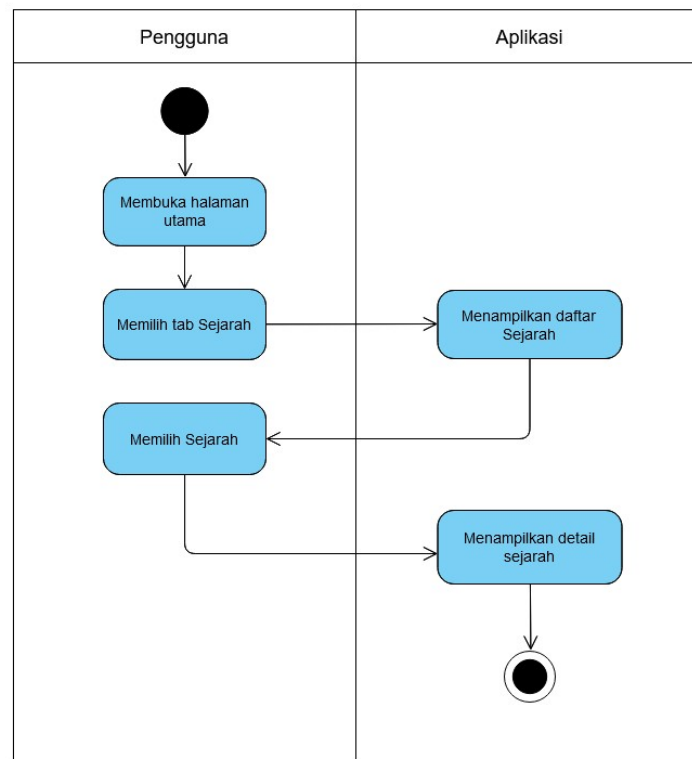 Pengguna
Aplikasi
Membuka halaman
utama
Memilih tab Sejarah
Menampilkan daftar
Sejarah
Memilih Sejarah
Menampilkan detail
sejarah